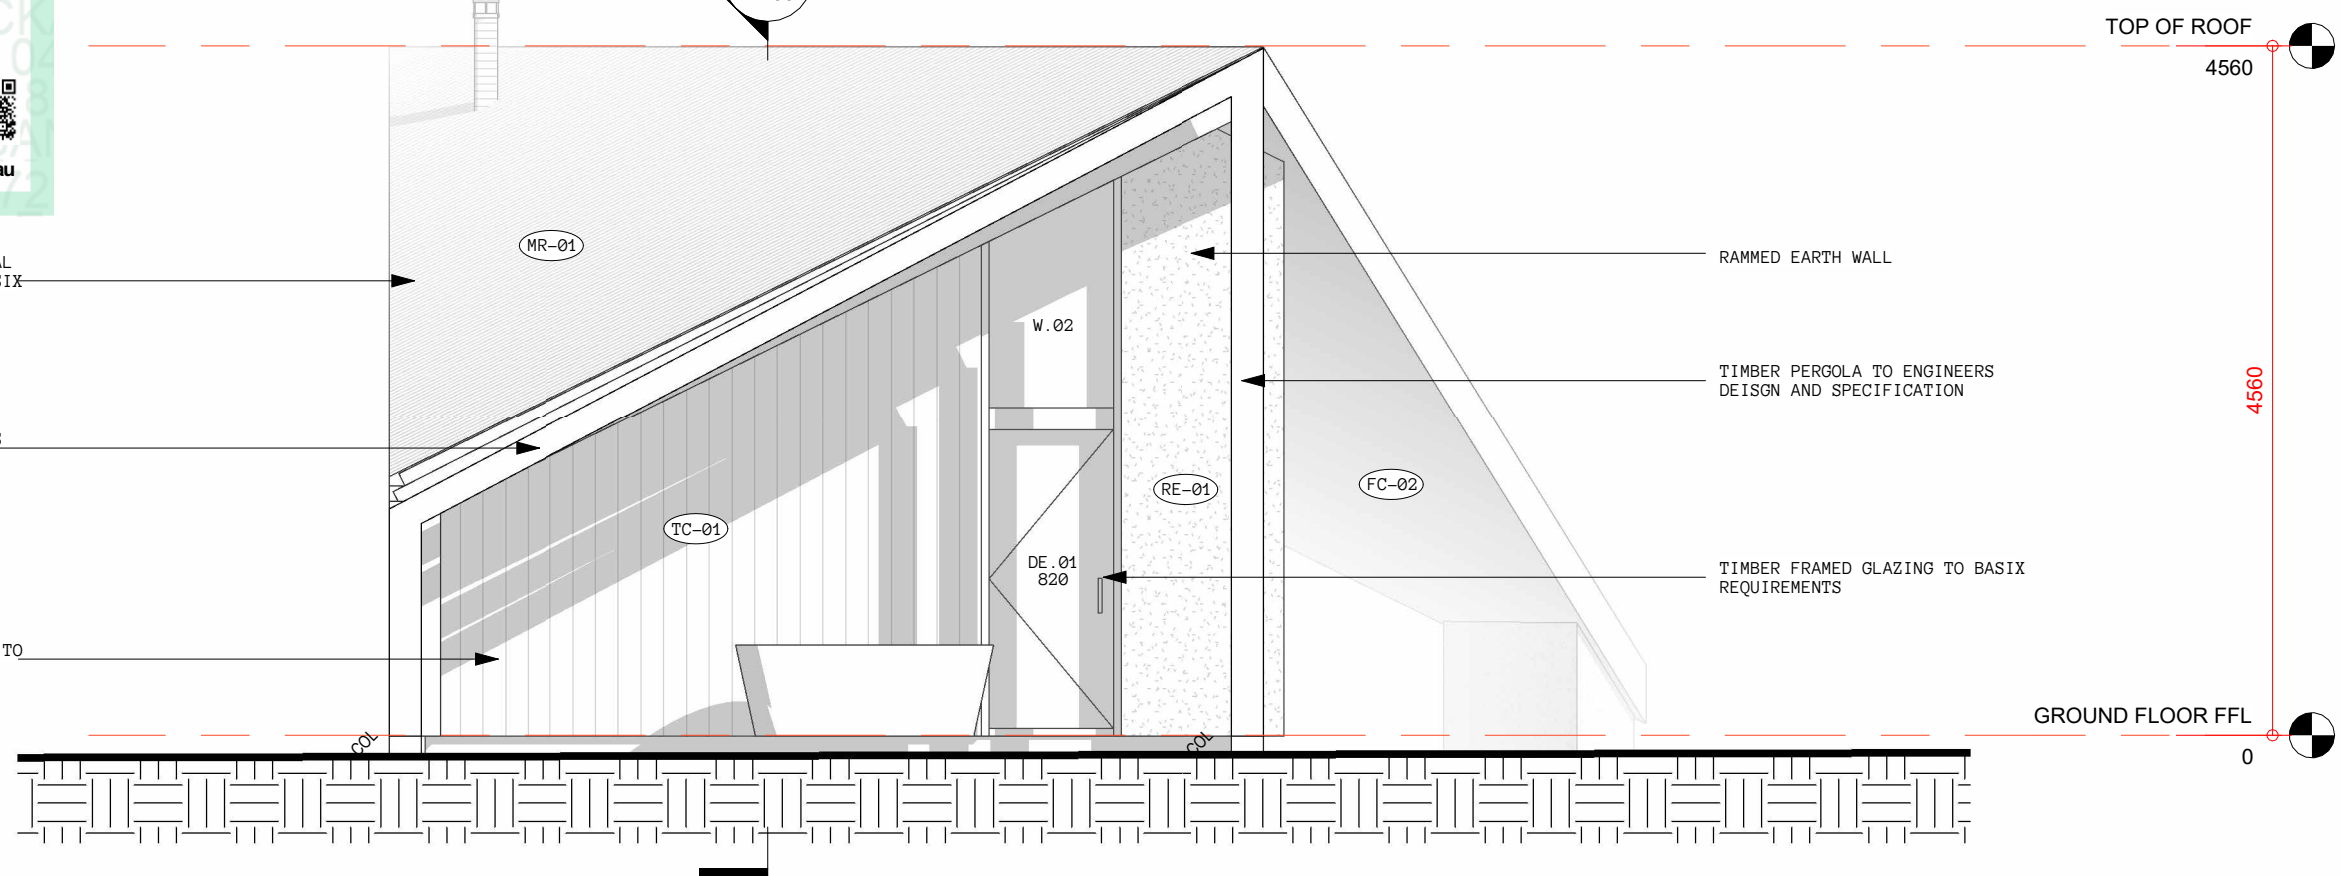 TOP OF ROOF
4560
au
MR-01
RAMMED EARTH WALL
W.02
TIMBER PERGOLA TO ENGINEERS
DEISGN AND SPECIFICATION
4560
RE-01
FC-02
TC-01
DE.01
820
TIMBER FRAMED GLAZING TO BASIX
REQUIREMENTS
TO
GROUND FLOOR FFL
0
COL
COL